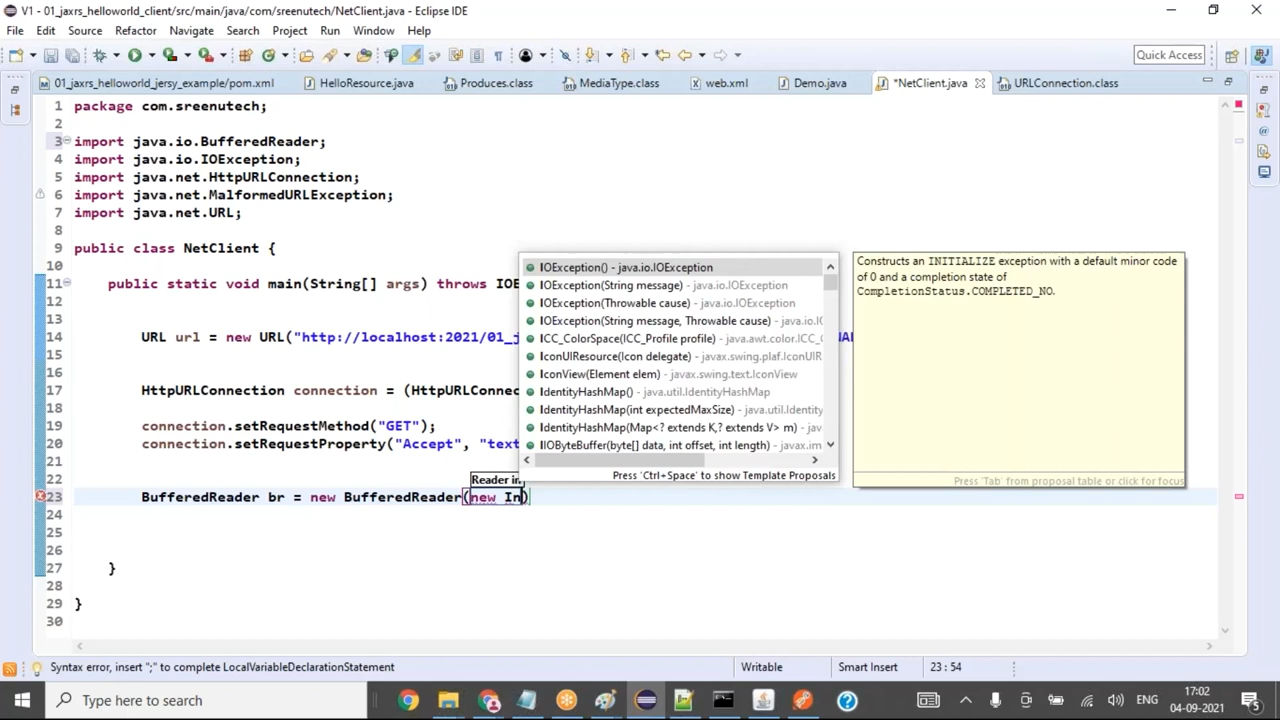 V1 - 01_jaxrs_helloworld_client/src/main/java/com/sreenutech/NetClient.java - Eclipse IDE
File Edit Source Refactor Navigate Search Project Run Window Help
Quick Access
01_jaxrs_helloworld_jersy_example/pom.xml HelloResource.java Produces.class MediaType.class web.xml Demo.java *NetClient.java URLConnection.class
1 package com.sreenutech;
2
3 import java.io.BufferedReader;
4 import java.io.IOException;
5 import java.net.HttpURLConnection;
6 import java.net.MalformedURLException;
7 import java.net.URL;
8
9 public class NetClient {
10
11 public static void main(String[] args) throws IOE
12
13
14 URL url = new URL("http://localhost:2021/01_j
15
16
17 HttpURLConnection connection = (HttpURLConnec
18
19 connection.setRequestMethod("GET");
20 connection.setRequestProperty("Accept", "text
21
22
23 BufferedReader br = new BufferedReader(new In)
24
25
26
27 }
28
29 }
30
Reader in
IOException() - java.io.IOException
IOException(String message) - java.io.IOException
IOException(Throwable cause) - java.io.IOException
IOException(String message, Throwable cause) - java.io.I
ICC_ColorSpace(ICC_Profile profile) - java.awt.color.ICC_C
IconUIResource(Icon delegate) - javax.swing.plaf.IconUIR
IconView(Element elem) - javax.swing.text.IconView
IdentityHashMap() - java.util.IdentityHashMap
IdentityHashMap(int expectedMaxSize) - java.util.Identity
IdentityHashMap(Map<? extends K,? extends V> m) - jav
IIOByteBuffer(byte[] data, int offset, int length) - javax.im
Press 'Ctrl+Space' to show Template Proposals
Constructs an INITIALIZE exception with a default minor code
of 0 and a completion state of
CompletionStatus.COMPLETED_NO.
Press 'Tab' from proposal table or click for focus
Syntax error, insert ";" to complete LocalVariableDeclarationStatement
Writable
Smart Insert
23 : 54
Type here to search
ENG
17:02
04-09-2021
5